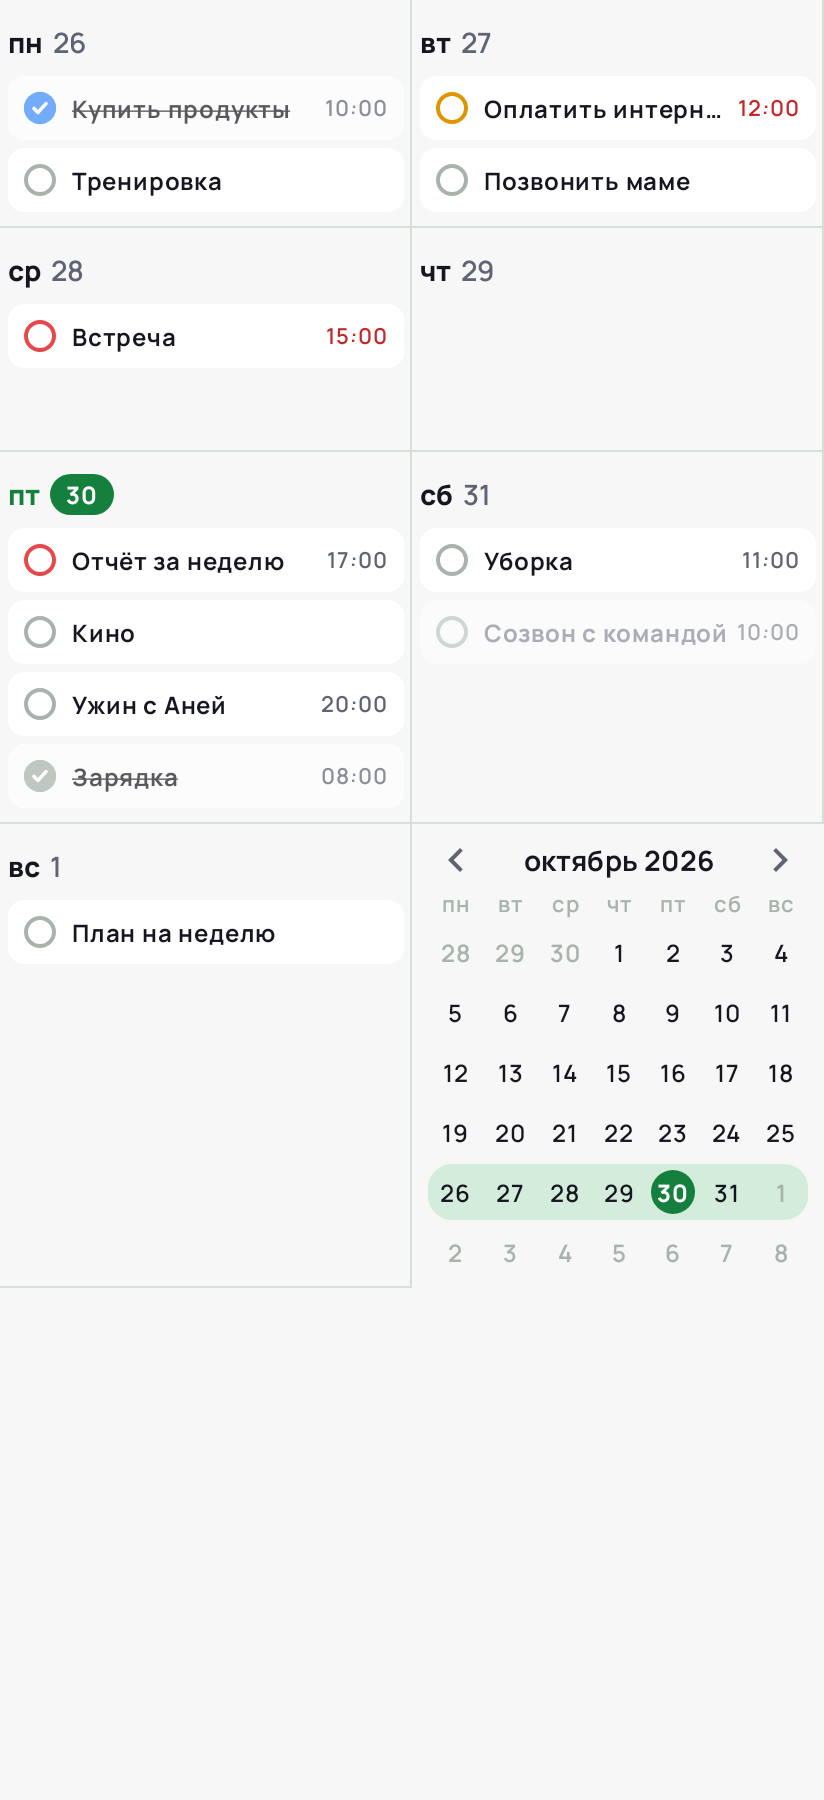 пн 26
Купить продукты 10:00
Тренировка
вт 27
Оплатить интерн... 12:00
Позвонить маме
ср 28
Встреча 15:00
чт 29
пт 30
Отчёт за неделю 17:00
Кино
Ужин с Аней 20:00
Зарядка 08:00
сб 31
Уборка 11:00
Созвон с командой 10:00
вс 1
План на неделю
октябрь 2026
пн вт ср чт пт сб вс
28 29 30 1 2 3 4
5 6 7 8 9 10 11
12 13 14 15 16 17 18
19 20 21 22 23 24 25
26 27 28 29 30 31 1
2 3 4 5 6 7 8